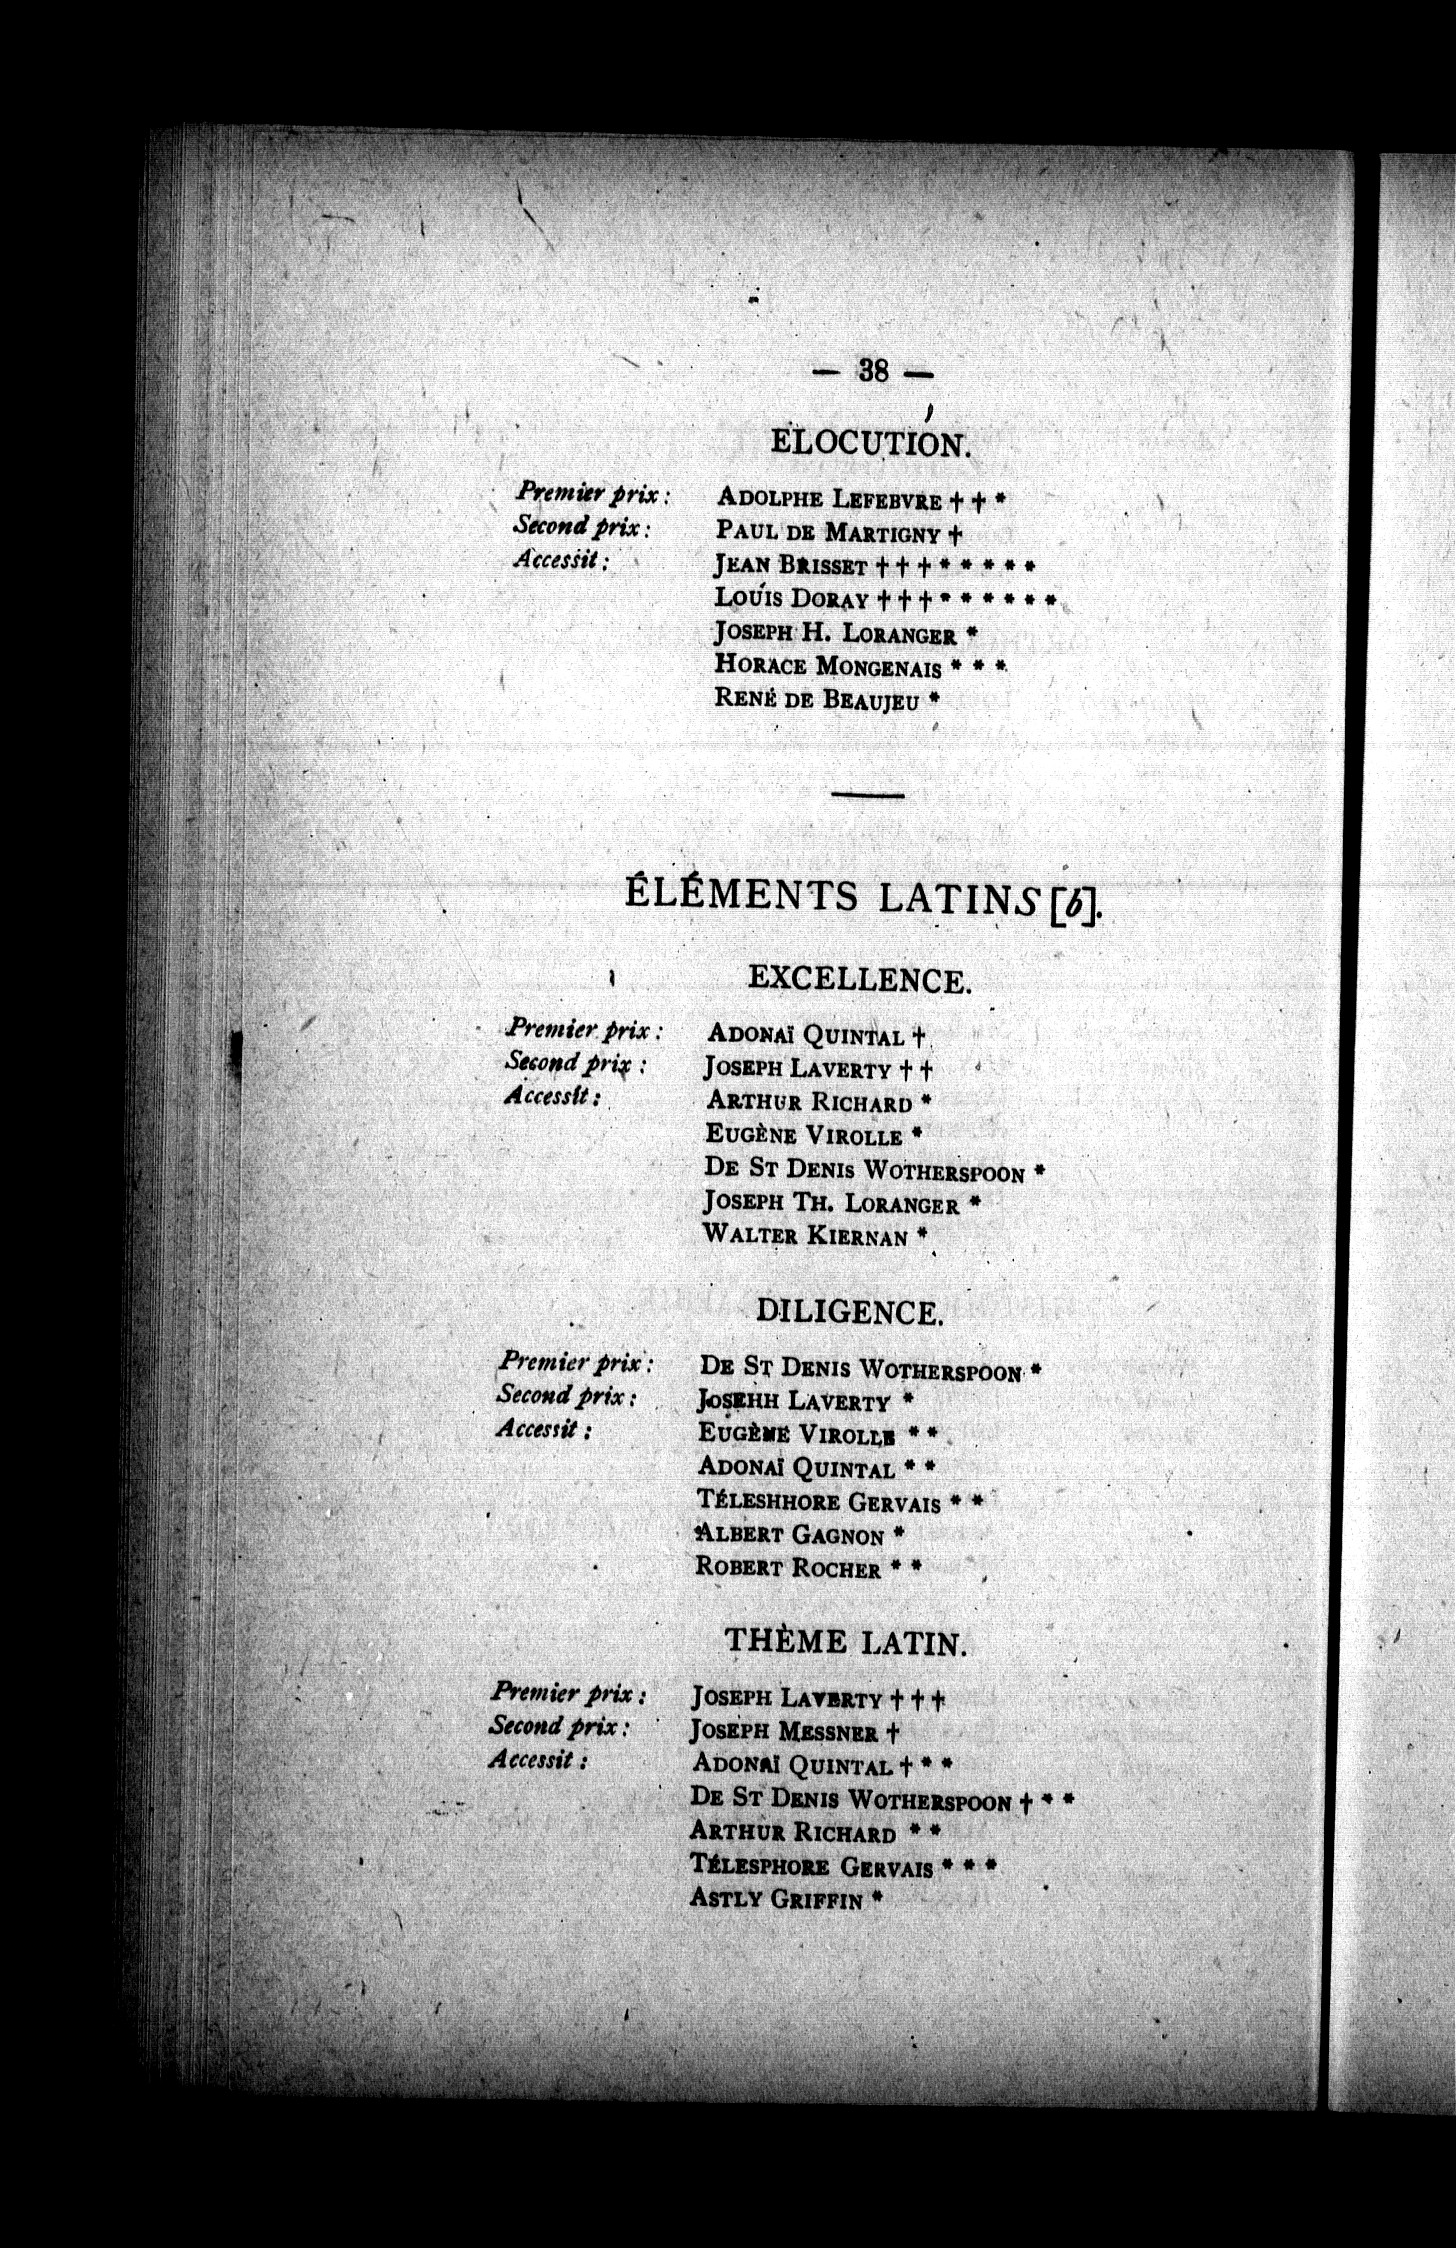 — 38 —
ELOCUTION.
Premier prix : ADOLPHE LEFEBVRE † † *
Second prix : PAUL DE MARTIGNY †
Accessit : JEAN BRISSET † † † * * * * *
LOUIS DORAY † † † * * * * * *
JOSEPH H. LORANGER *
HORACE MONGENAIS * * *
RENÉ DE BEAUJEU *
ÉLÉMENTS LATINS [b].
EXCELLENCE.
Premier prix : ADONAÏ QUINTAL †
Second prix : JOSEPH LAVERTY † †
Accessit : ARTHUR RICHARD *
EUGÈNE VIROLLE *
DE ST DENIS WOTHERSPOON *
JOSEPH TH. LORANGER *
WALTER KIERNAN *
DILIGENCE.
Premier prix : DE ST DENIS WOTHERSPOON *
Second prix : JOSEHH LAVERTY *
Accessit : EUGÈNE VIROLLE * *
ADONAÏ QUINTAL * *
TÉLESHHORE GERVAIS * *
ALBERT GAGNON *
ROBERT ROCHER * *
THÈME LATIN.
Premier prix : JOSEPH LAVERTY † † †
Second prix : JOSEPH MESSNER †
Accessit : ADONAÏ QUINTAL † * *
DE ST DENIS WOTHERSPOON † * *
ARTHUR RICHARD * *
TÉLESPHORE GERVAIS * * *
ASTLY GRIFFIN *